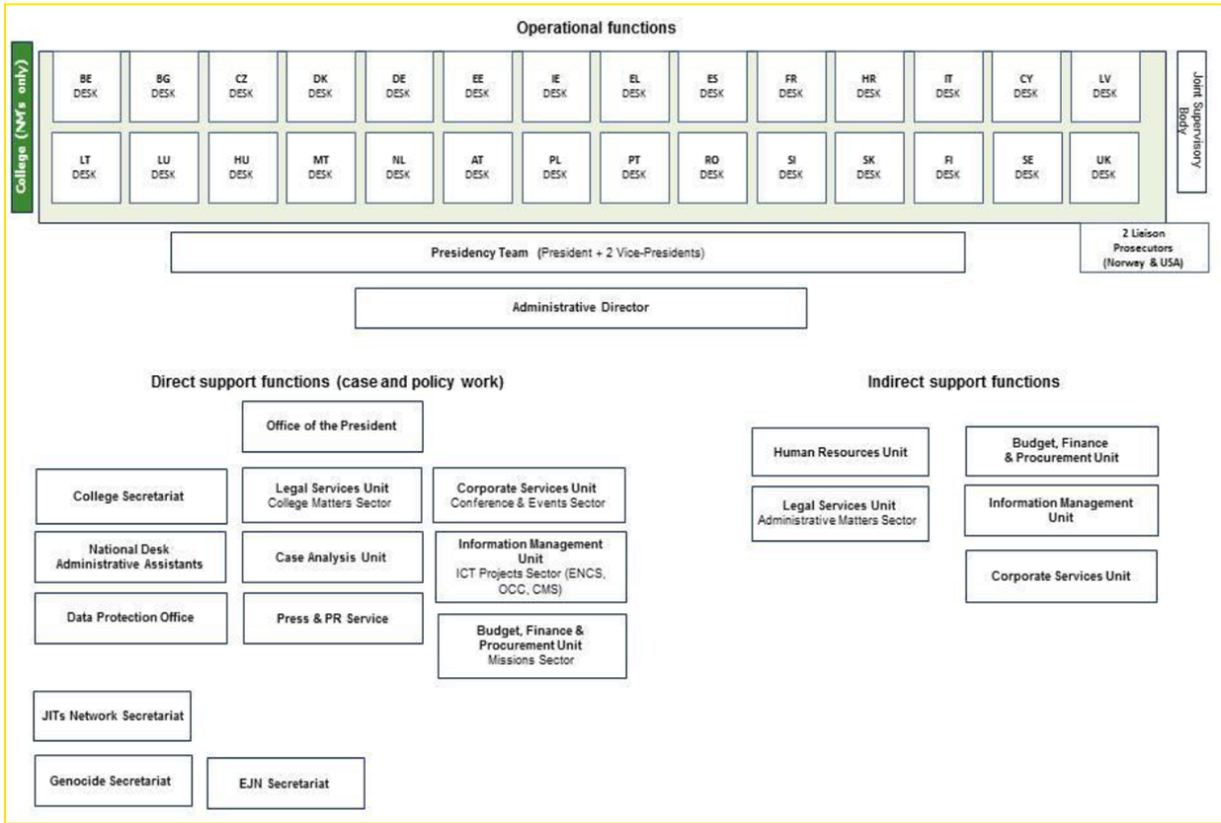 Operational functions
College (NM's only)
BE
DESK
BG
DESK
CZ
DESK
DK
DESK
DE
DESK
EE
DESK
IE
DESK
EL
DESK
ES
DESK
FR
DESK
HR
DESK
IT
DESK
CY
DESK
LV
DESK
Joint Supervisory
Body
LT
DESK
LU
DESK
HU
DESK
MT
DESK
NL
DESK
AT
DESK
PL
DESK
PT
DESK
RO
DESK
SI
DESK
SK
DESK
FI
DESK
SE
DESK
UK
DESK
Presidency Team (President + 2 Vice-Presidents)
2 Liaison
Prosecutors
(Norway & USA)
Administrative Director
Direct support functions (case and policy work)
Office of the President
College Secretariat
Legal Services Unit
College Matters Sector
Corporate Services Unit
Conference & Events Sector
National Desk
Administrative Assistants
Case Analysis Unit
Information Management
Unit
ICT Projects Sector (ENCS,
OCC, CMS)
Data Protection Office
Press & PR Service
Budget, Finance &
Procurement Unit
Missions Sector
JITs Network Secretariat
Genocide Secretariat
EJN Secretariat
Indirect support functions
Human Resources Unit
Budget, Finance
& Procurement Unit
Legal Services Unit
Administrative Matters Sector
Information Management
Unit
Corporate Services Unit